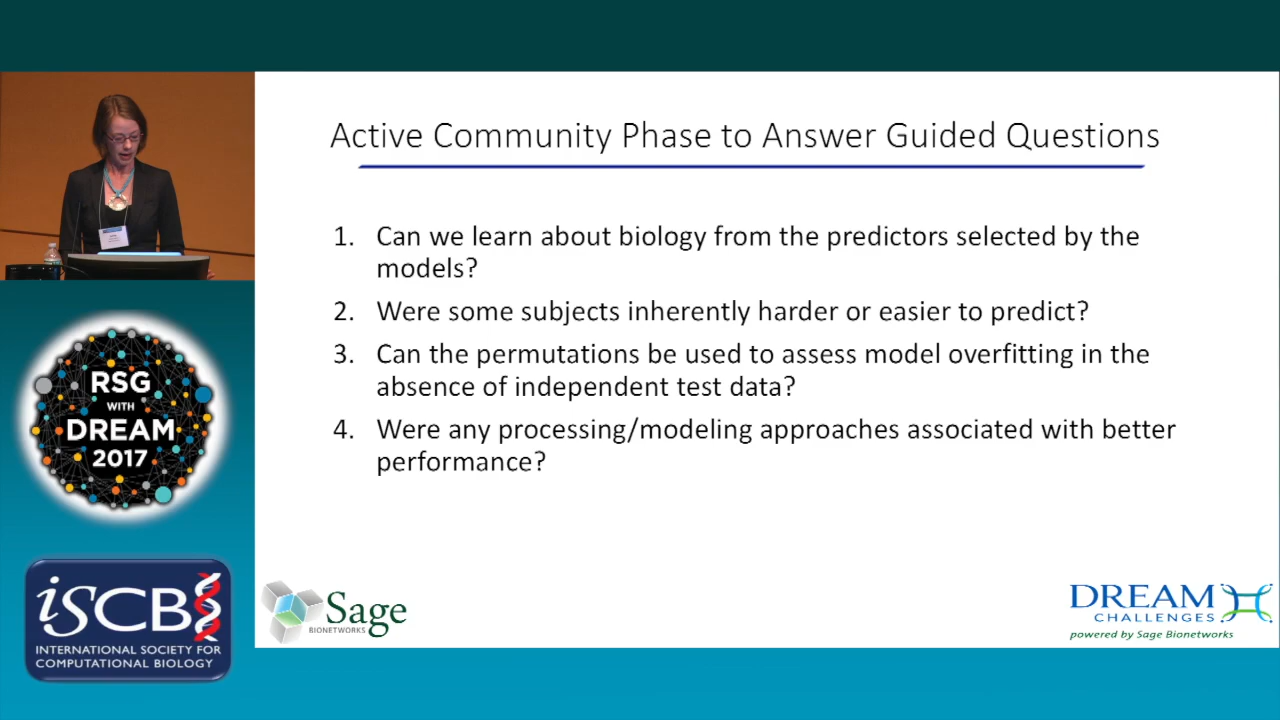 Active Community Phase to Answer Guided Questions
1. Can we learn about biology from the predictors selected by the
models?
2. Were some subjects inherently harder or easier to predict?
3. Can the permutations be used to assess model overfitting in the
absence of independent test data?
4. Were any processing/modeling approaches associated with better
performance?
RSG
WITH
DREAM
2017
iSCB
INTERNATIONAL SOCIETY FOR
COMPUTATIONAL BIOLOGY
Sage
BIONETWORKS
DREAM
CHALLENGES
powered by Sage Bionetworks